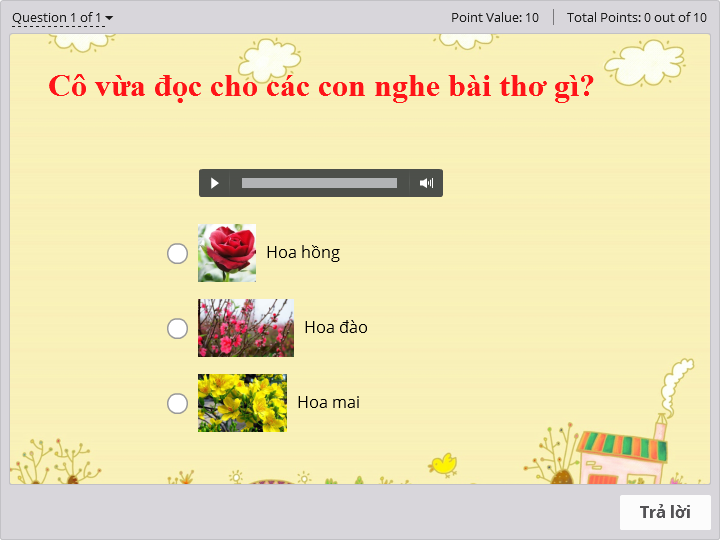 Question 1 of 1
Point Value: 10
Total Points: 0 out of 10
Cô vừa đọc cho các con nghe bài thơ gì?
Hoa hồng
Hoa đào
Hoa mai
Trả lời